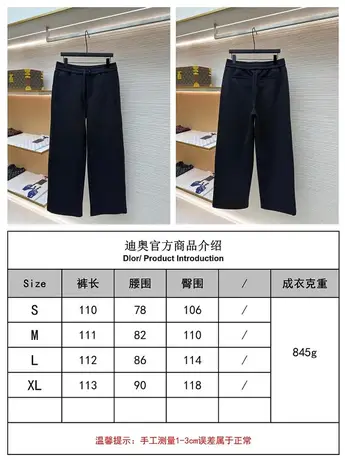 迪奥官方商品介绍
Dior/ Product Introduction
Size 裤长 腰围 臀围 / 成衣克重
S 110 78 106 /
M 111 82 110 /
L 112 86 114 /
XL 113 90 118 /
845g
温馨提示：手工测量1-3cm误差属于正常